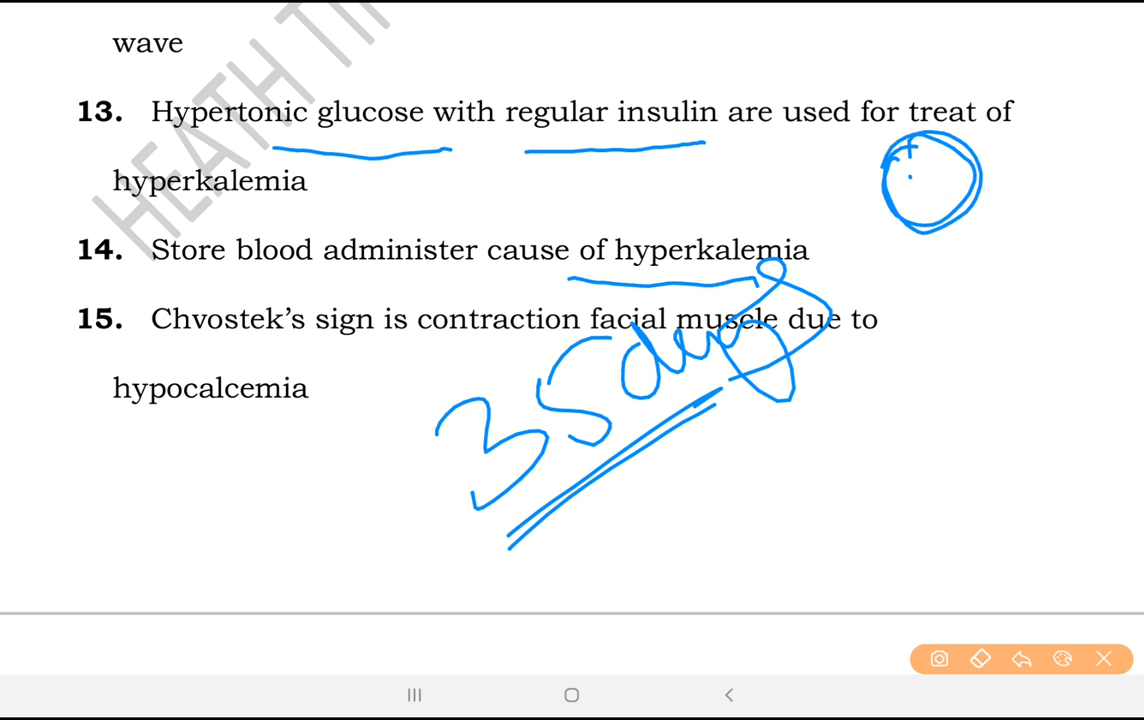 wave
13. Hypertonic glucose with regular insulin are used for treat of
hyperkalemia
14. Store blood administer cause of hyperkalemia
15. Chvostek's sign is contraction facial muscle due to
hypocalcemia
35 days
HEATH